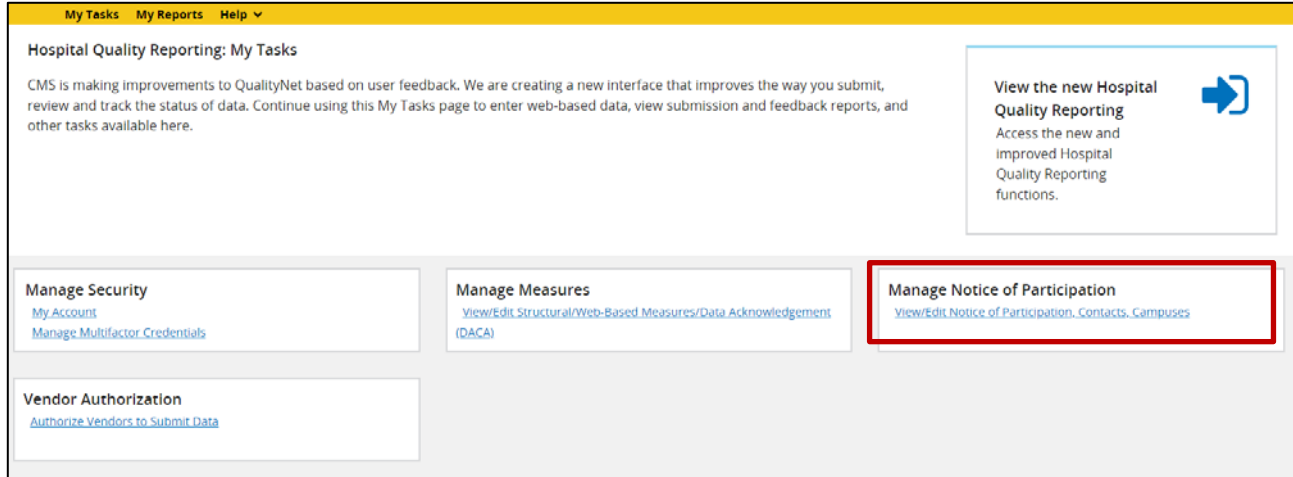 My Tasks My Reports Help
Hospital Quality Reporting: My Tasks
CMS is making improvements to QualityNet based on user feedback. We are creating a new interface that improves the way you submit,
review and track the status of data. Continue using this My Tasks page to enter web-based data, view submission and feedback reports, and
other tasks available here.
View the new Hospital
Quality Reporting
Access the new and
improved Hospital
Quality Reporting
functions.
Manage Security
My Account
Manage Multifactor Credentials
Manage Measures
View/Edit Structural/Web-Based Measures/Data Acknowledgement
(DACA)
Manage Notice of Participation
View/Edit Notice of Participation, Contacts, Campuses
Vendor Authorization
Authorize Vendors to Submit Data